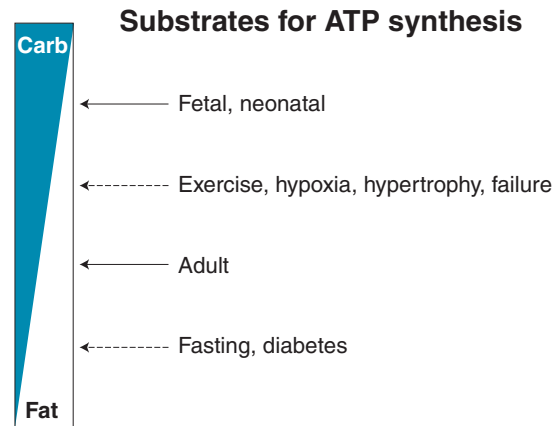 Substrates for ATP synthesis
Carb
Fetal, neonatal
Exercise, hypoxia, hypertrophy, failure
Adult
Fasting, diabetes
Fat